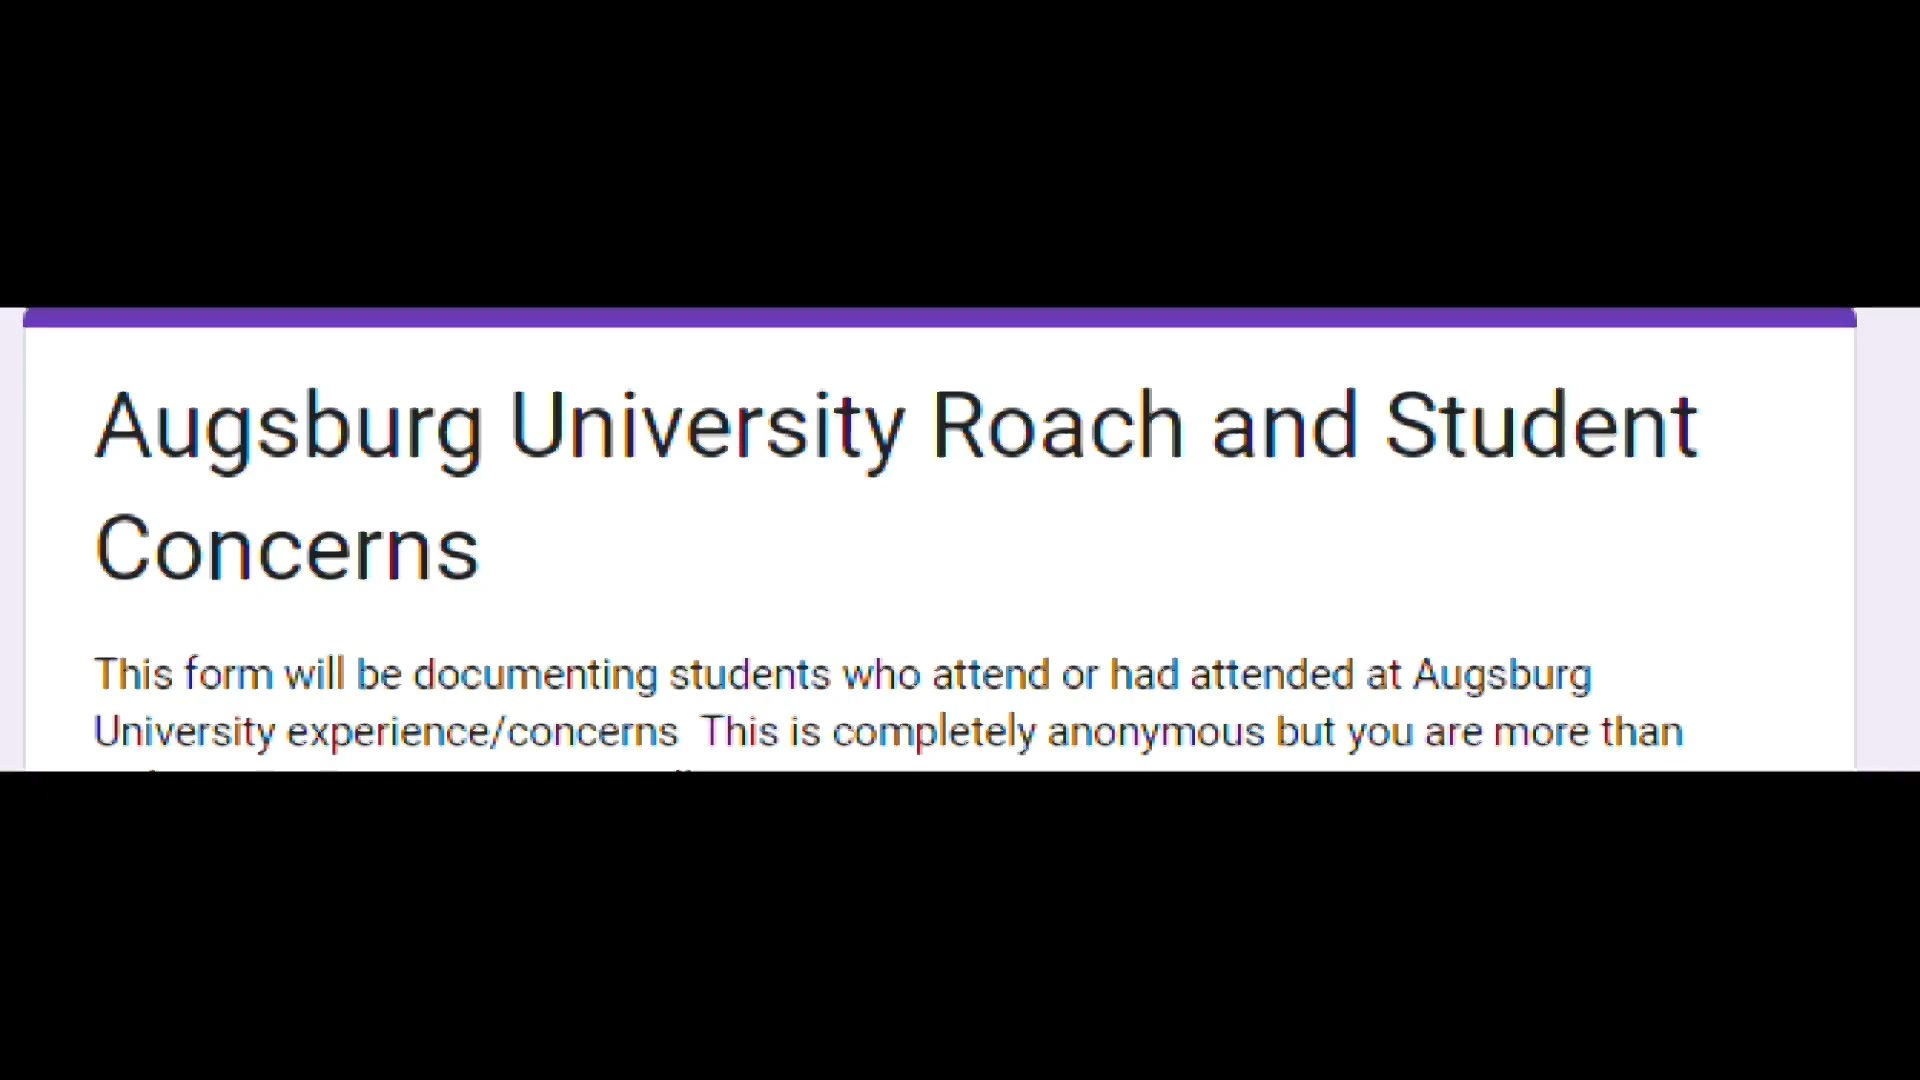 Augsburg University Roach and Student
Concerns
This form will be documenting students who attend or had attended at Augsburg
University experience/concerns This is completely anonymous but you are more than